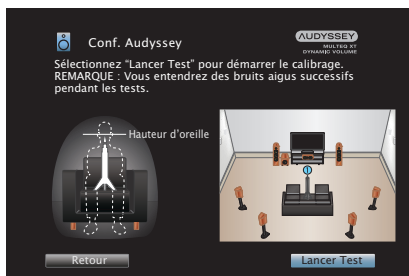 Conf. Audyssey
AUDYSSEY
MULTEQ XT
DYNAMIC VOLUME
Sélectionnez “Lancer Test” pour démarrer le calibrage.
REMARQUE : Vous entendrez des bruits aigus successifs
pendant les tests.
Hauteur d’oreille
Retour
Lancer Test